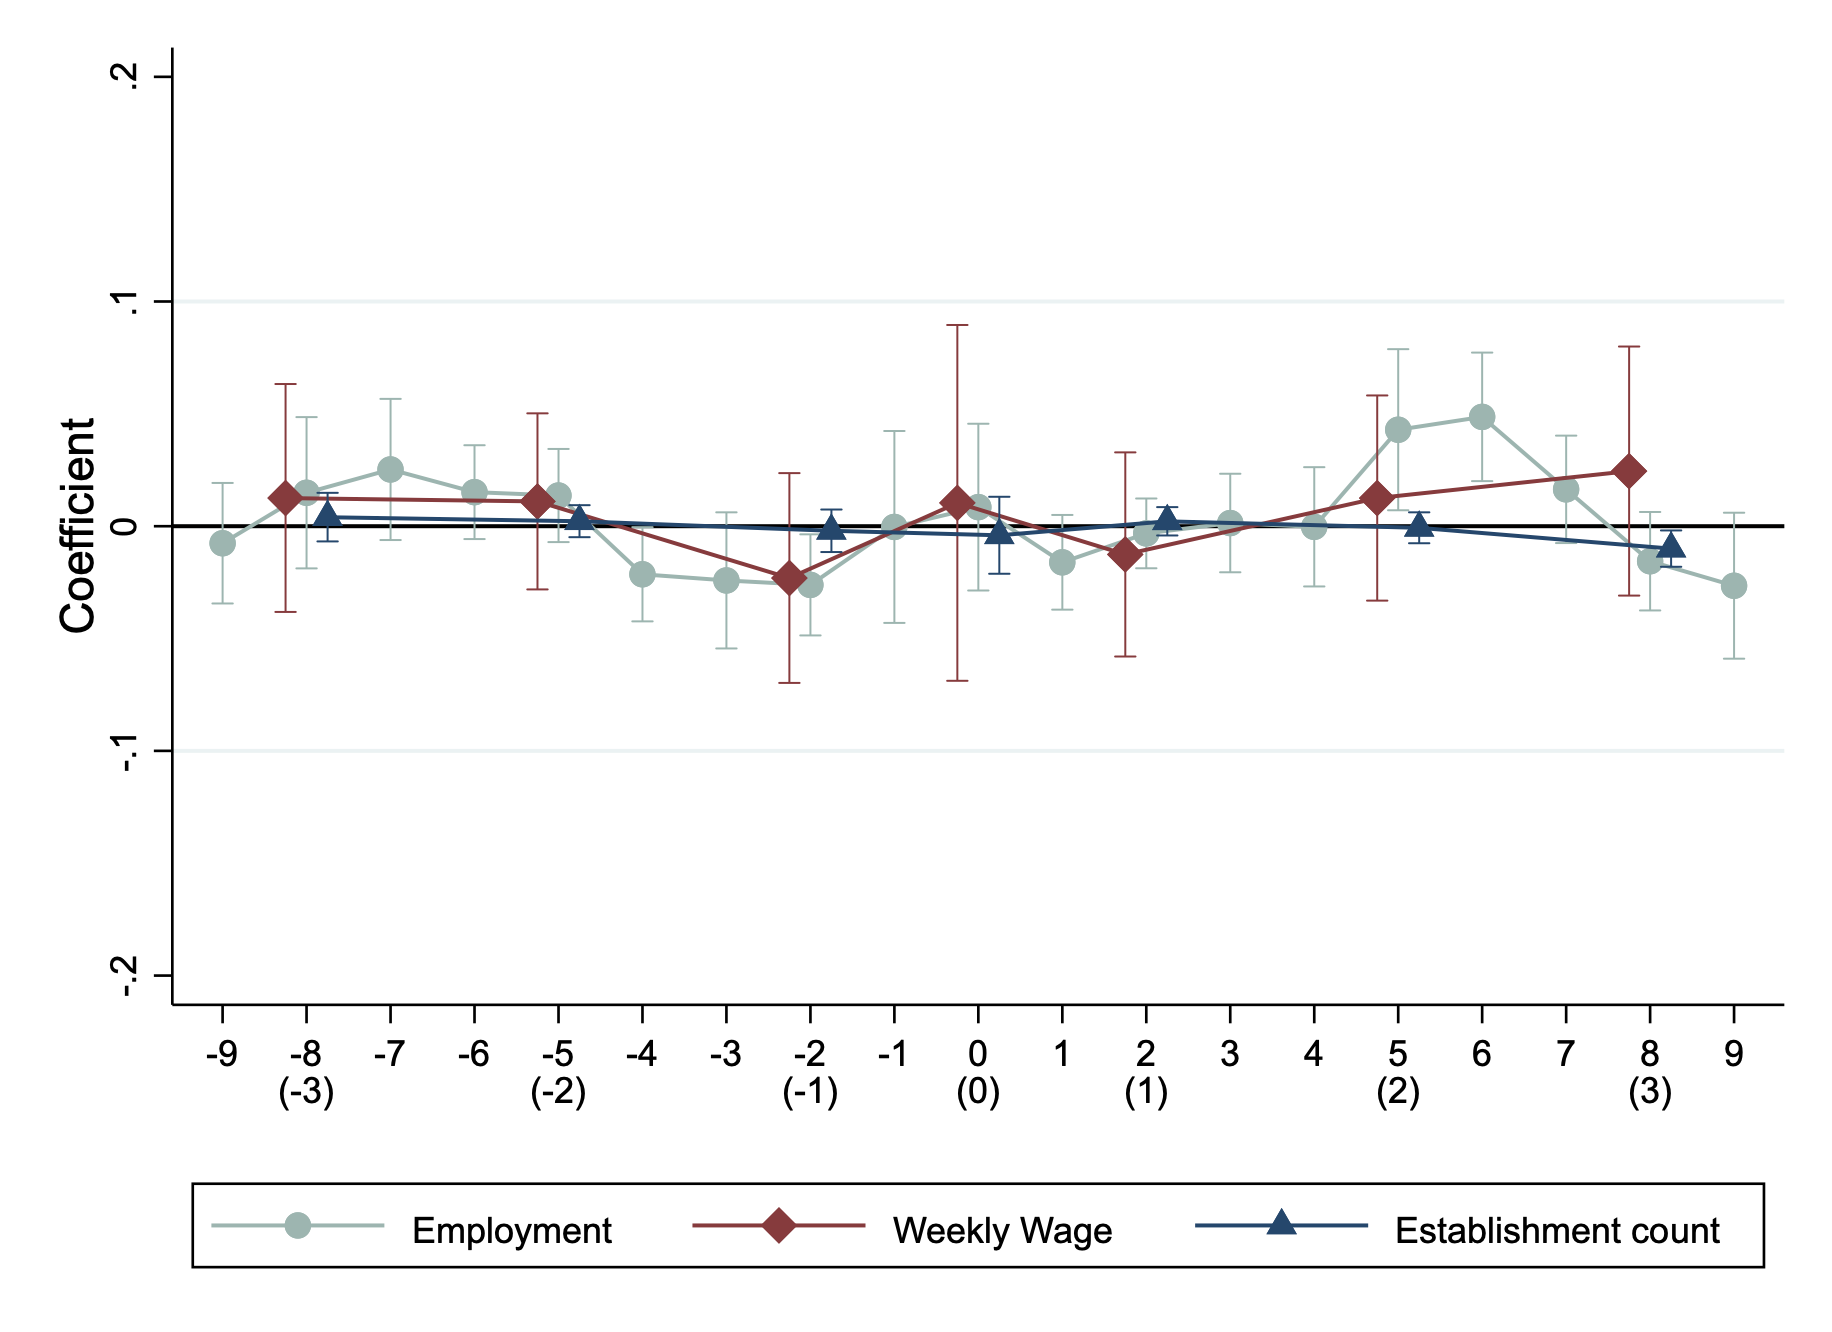 Coefficient
.2
.1
0
-.1
-.2
-9 -8 -7 -6 -5 -4 -3 -2 -1 0 1 2 3 4 5 6 7 8 9
(-3) (-2) (-1) (0) (1) (2) (3)
Employment Weekly Wage Establishment count